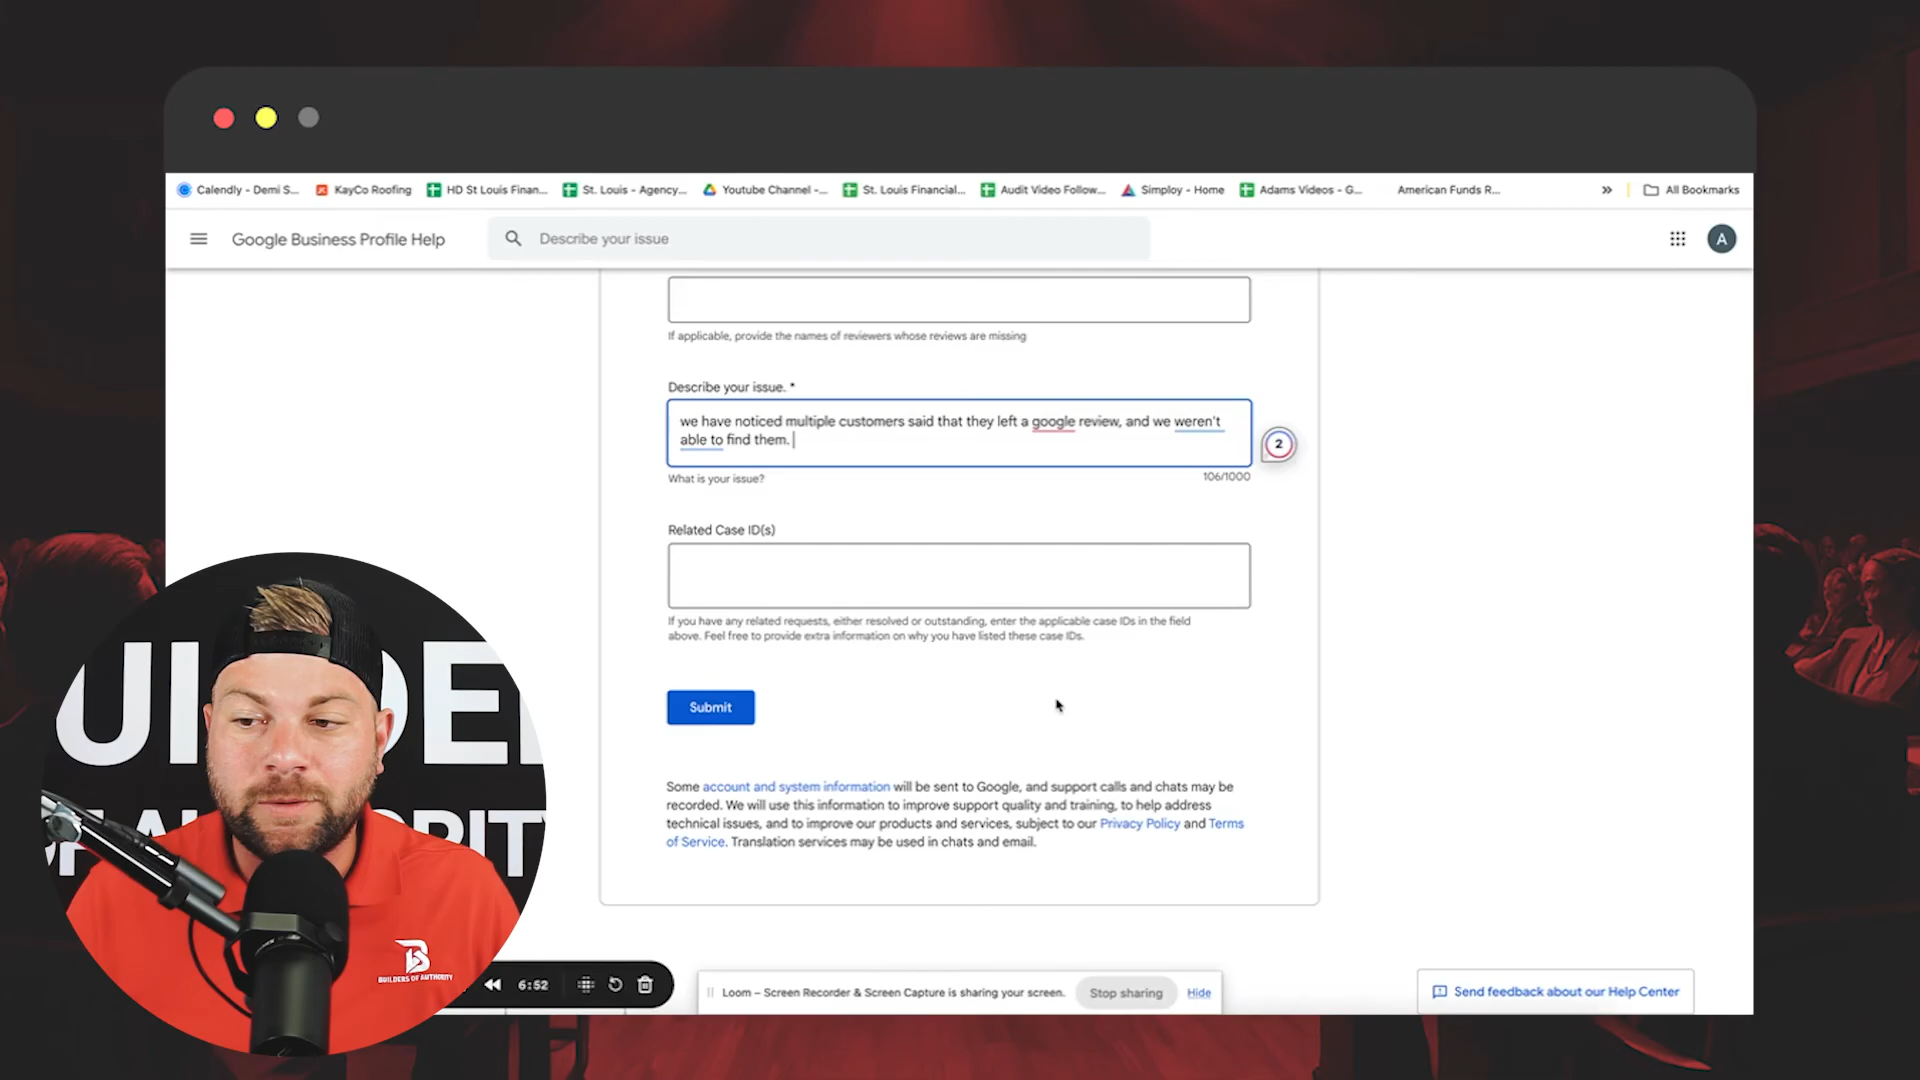 Calendly - Demi S...
KayCo Roofing
HD St Louis Finan...
St. Louis - Agency...
Youtube Channel -...
St. Louis Financial...
Audit Video Follow...
Simploy - Home
Adams Videos - G...
American Funds R...
»
All Bookmarks
Google Business Profile Help
Describe your issue
A
If applicable, provide the names of reviewers whose reviews are missing
Describe your issue. *
we have noticed multiple customers said that they left a google review, and we weren't
able to find them.
2
What is your issue?
106/1000
Related Case ID(s)
If you have any related requests, either resolved or outstanding, enter the applicable case IDs in the field
above. Feel free to provide extra information on why you have listed these case IDs.
Submit
Some account and system information will be sent to Google, and support calls and chats may be
recorded. We will use this information to improve support quality and training, to help address
technical issues, and to improve our products and services, subject to our Privacy Policy and Terms
of Service. Translation services may be used in chats and email.
BUILDERS OF AUTHORITY
6:52
Loom – Screen Recorder & Screen Capture is sharing your screen.
Stop sharing
Hide
Send feedback about our Help Center